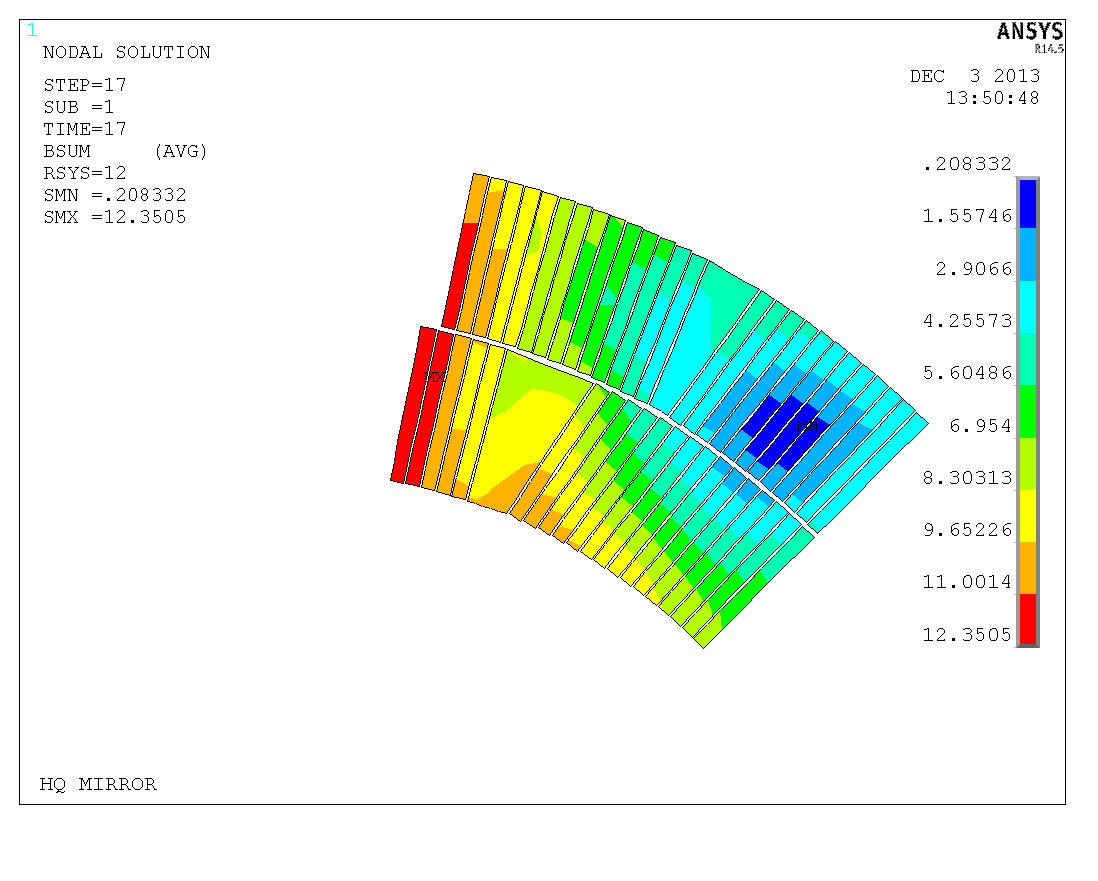 1
ANSYS
R14.5
NODAL SOLUTION
STEP=17
SUB =1
TIME=17
BSUM     (AVG)
RSYS=12
SMN =.208332
SMX =12.3505
DEC  3 2013
13:50:48
.208332
1.55746
2.9066
4.25573
5.60486
6.954
8.30313
9.65226
11.0014
12.3505
MX
MN
HQ MIRROR